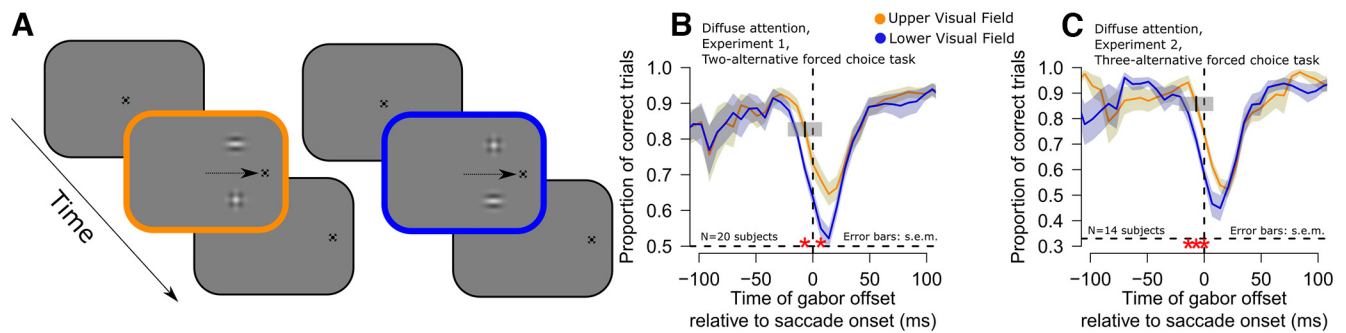 A
Time
B
Diffuse attention,
Experiment 1,
Two-alternative forced choice task
Upper Visual Field
Lower Visual Field
Proportion of correct trials
1.0
0.9
0.8
0.7
0.6
0.5
N=20 subjects
Error bars: s.e.m.
* *
−100 −50 0 50 100
Time of gabor offset
relative to saccade onset (ms)
C
Diffuse attention,
Experiment 2,
Three-alternative forced choice task
Proportion of correct trials
1.0
0.9
0.8
0.7
0.6
0.5
0.4
0.3
N=14 subjects
Error bars: s.e.m.
***
−100 −50 0 50 100
Time of gabor offset
relative to saccade onset (ms)